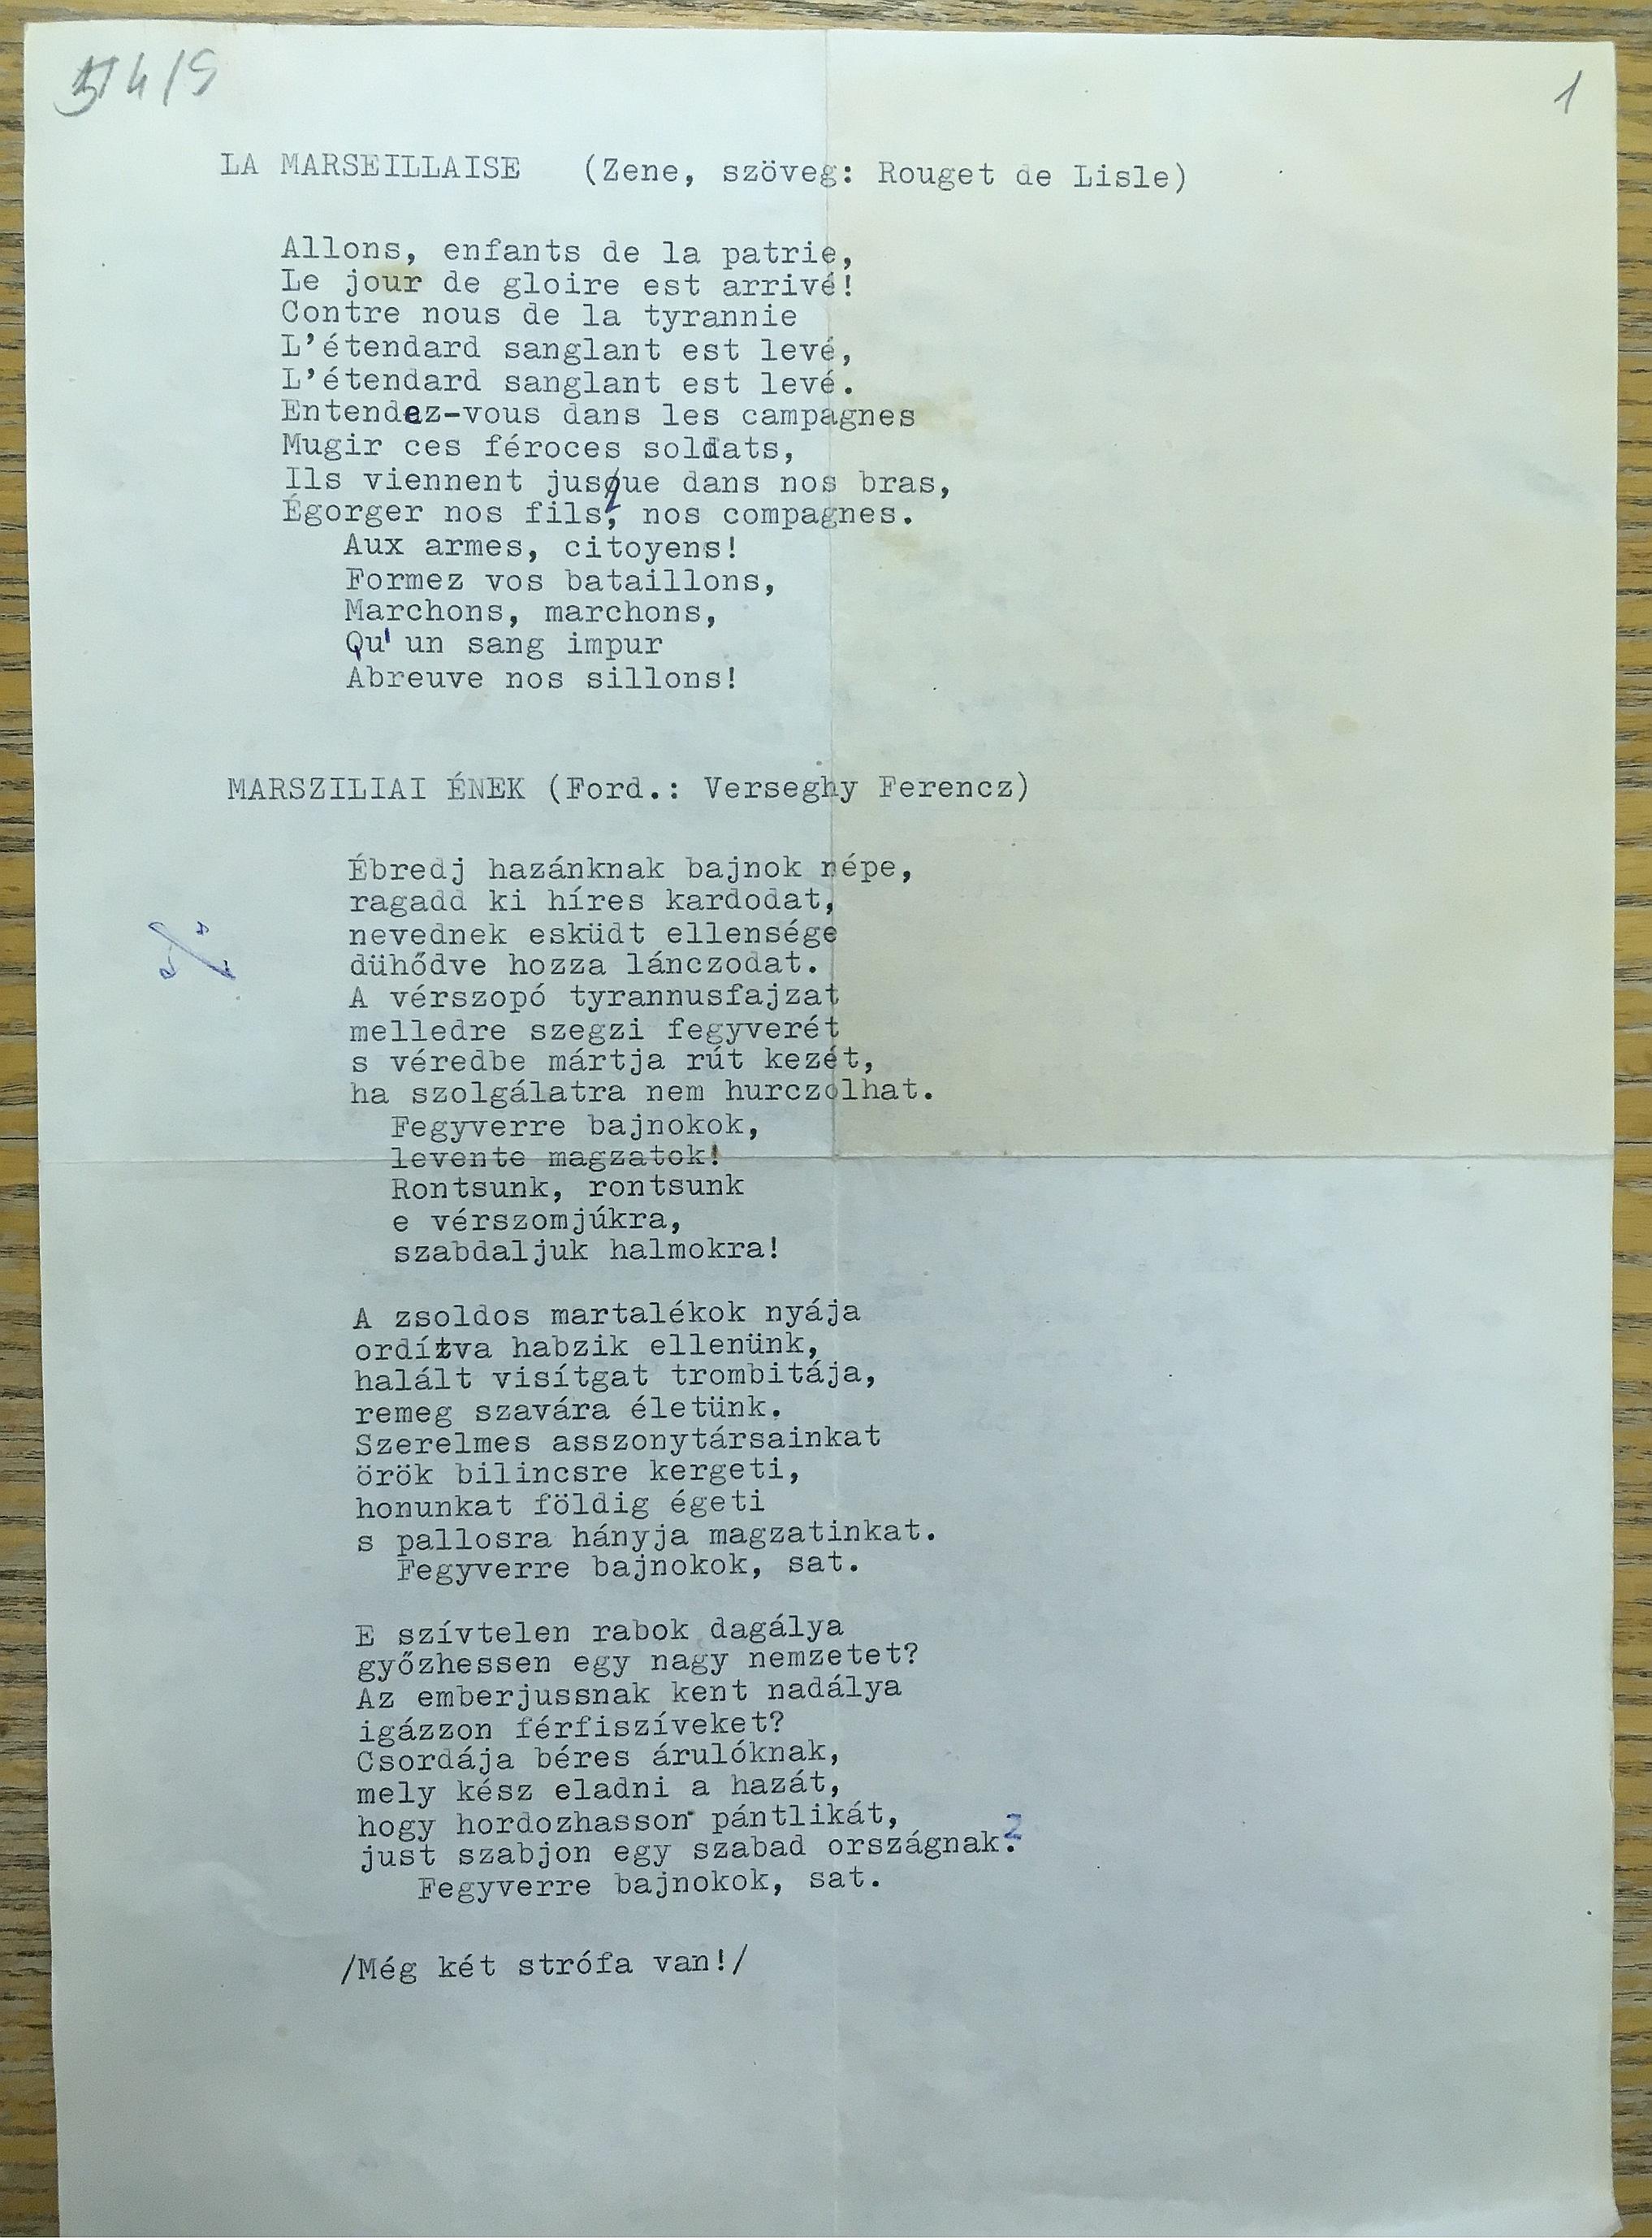 1
LA MARSEILLAISE (Zene, szöveg: Rouget de Lisle)
Allons, enfants de la patrie,
Le jour de gloire est arrivé!
Contre nous de la tyrannie
L'étendard sanglant est levé,
L'étendard sanglant est levé.
Entendez-vous dans les campagnes
Mugir ces féroces soldats,
Ils viennent jusque dans nos bras,
Égorger nos fils, nos compagnes.
Aux armes, citoyens!
Formez vos bataillons,
Marchons, marchons,
Qu'un sang impur
Abreuve nos sillons!
MARSZILIAI ÉNEK (Ford.: Verseghy Ferencz)
Ébredj hazánknak bajnok népe,
ragadd ki híres kardodat,
nevednek esküdt ellensége
dühődve hozza lánczodat.
A vérszopó tyrannusfajzat
melledre szegzi fegyverét
s véredbe mártja rút kezét,
ha szolgálatra nem hurczolhat.
Fegyverre bajnokok,
levente magzatok!
Rontsunk, rontsunk
e vérszomjúkra,
szabdaljuk halmokra!
A zsoldos martalékok nyája
ordítva habzik ellenünk,
halált visítgat trombitája,
remeg szavára életünk.
Szerelmes asszonytársainkat
örök bilincsre kergeti,
honunkat földig égeti
s pallosra hányja magzatinkat.
Fegyverre bajnokok, sat.
E szívtelen rabok dagálya
győzhessen egy nagy nemzetet?
Az emberjussnak kent nadálya
igázzon férfiszíveket?
Csordája béres árulóknak,
mely kész eladni a hazát,
hogy hordozhasson pántlikát,
just szabjon egy szabad országnak?
Fegyverre bajnokok, sat.
/Még két strófa van!/